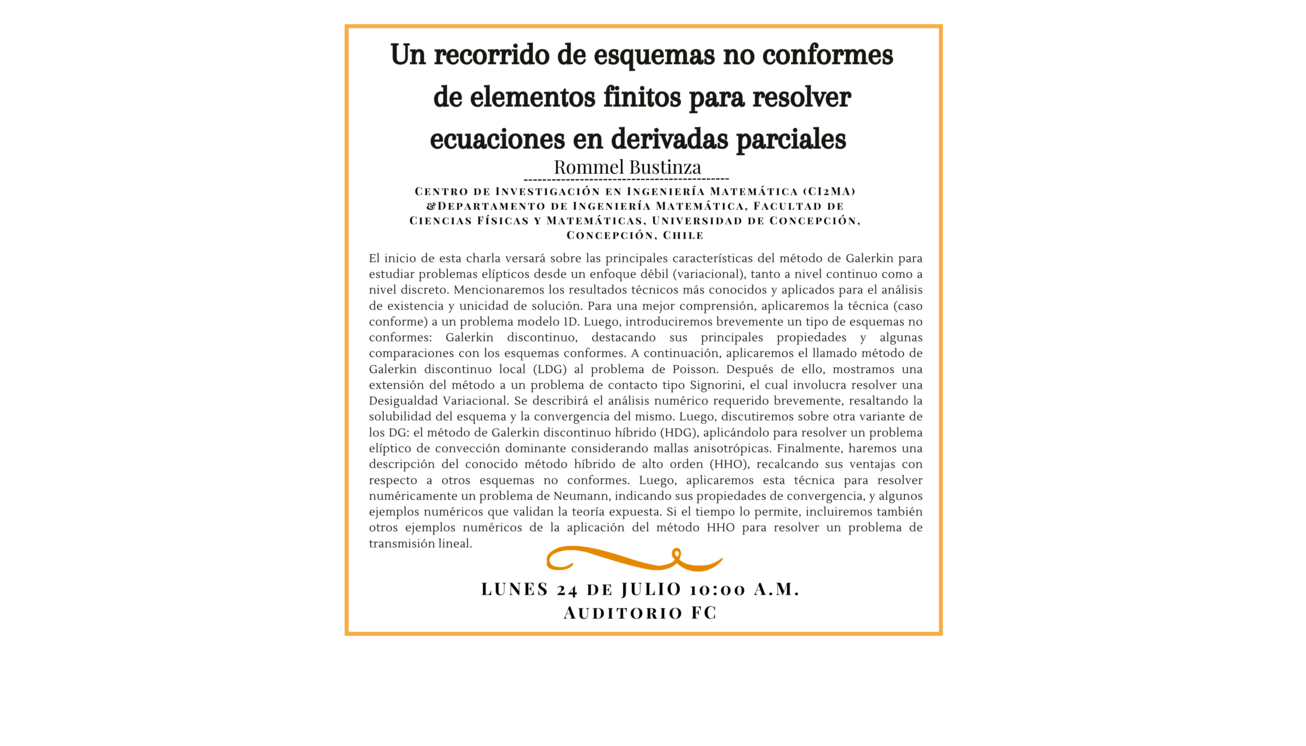 Un recorrido de esquemas no conformes
de elementos finitos para resolver
ecuaciones en derivadas parciales
Rommel Bustinza
Centro de Investigación en Ingeniería Matemática (CI2MA)
&Departamento de Ingeniería Matemática, Facultad de
Ciencias Físicas y Matemáticas, Universidad de Concepción,
Concepción, Chile
El inicio de esta charla versará sobre las principales características del método de Galerkin para
estudiar problemas elípticos desde un enfoque débil (variacional), tanto a nivel continuo como a
nivel discreto. Mencionaremos los resultados técnicos más conocidos y aplicados para el análisis
de existencia y unicidad de solución. Para una mejor comprensión, aplicaremos la técnica (caso
conforme) a un problema modelo 1D. Luego, introduciremos brevemente un tipo de esquemas no
conformes: Galerkin discontinuo, destacando sus principales propiedades y algunas
comparaciones con los esquemas conformes. A continuación, aplicaremos el llamado método de
Galerkin discontinuo local (LDG) al problema de Poisson. Después de ello, mostramos una
extensión del método a un problema de contacto tipo Signorini, el cual involucra resolver una
Desigualdad Variacional. Se describirá el análisis numérico requerido brevemente, resaltando la
solubilidad del esquema y la convergencia del mismo. Luego, discutiremos sobre otra variante de
los DG: el método de Galerkin discontinuo híbrido (HDG), aplicándolo para resolver un problema
elíptico de convección dominante considerando mallas anisotrópicas. Finalmente, haremos una
descripción del conocido método híbrido de alto orden (HHO), recalcando sus ventajas con
respecto a otros esquemas no conformes. Luego, aplicaremos esta técnica para resolver
numéricamente un problema de Neumann, indicando sus propiedades de convergencia, y algunos
ejemplos numéricos que validan la teoría expuesta. Si el tiempo lo permite, incluiremos también
otros ejemplos numéricos de la aplicación del método HHO para resolver un problema de
transmisión lineal.
LUNES 24 de JULIO 10:00 A.M.
Auditorio FC